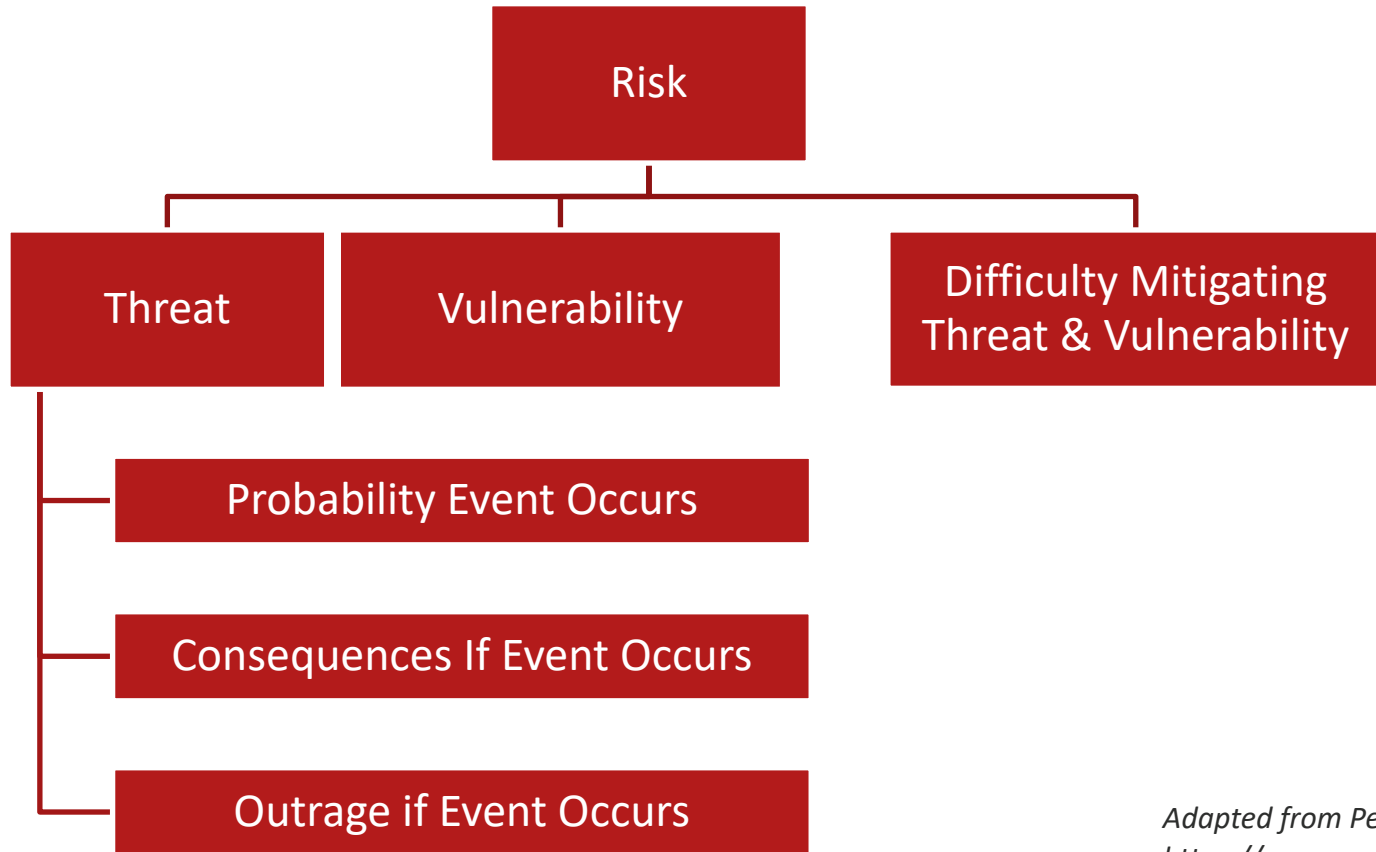 Risk
Threat
Vulnerability
Difficulty Mitigating
Threat & Vulnerability
Probability Event Occurs
Consequences If Event Occurs
Outrage if Event Occurs
Adapted from